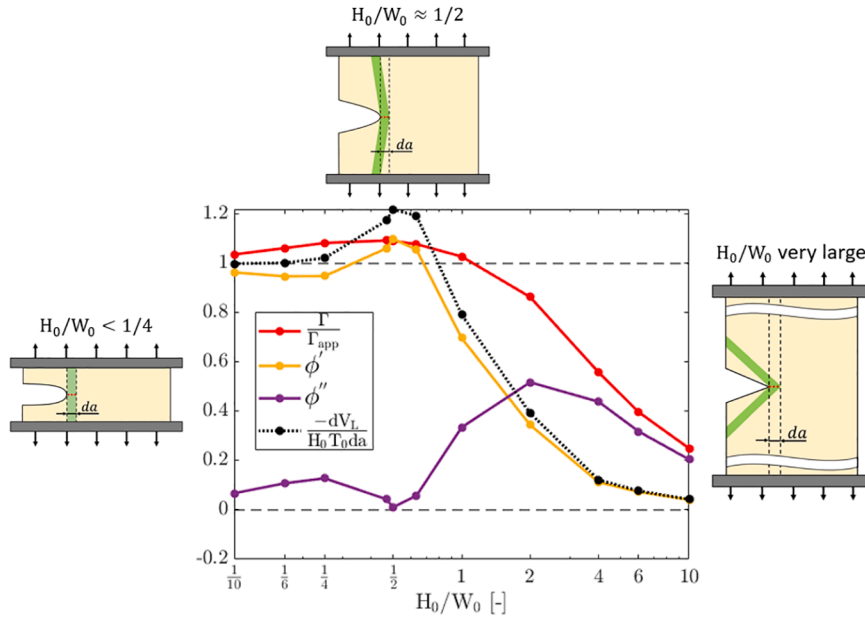 H₀/W₀ ≈ 1/2
da
H₀/W₀ < 1/4
da
H₀/W₀ very large
da
1.2
1
0.8
0.6
0.4
0.2
0
-0.2
Γ/Γapp
ϕ′
ϕ″
−dV_L/H₀T₀da
1/10 1/6 1/4 1/2 1 2 4 6 10
H₀/W₀ [-]